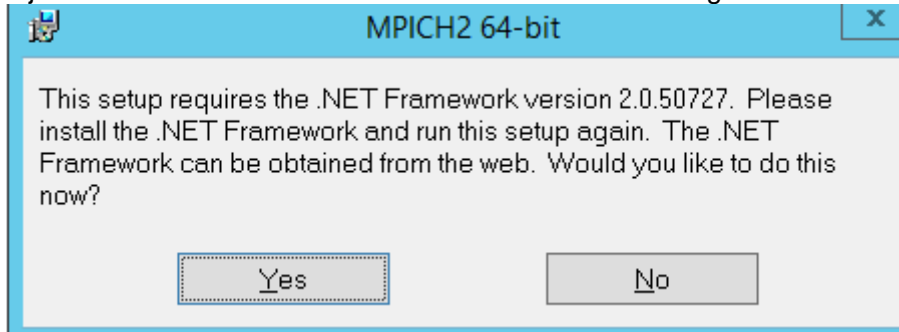 MPICH2 64-bit
x
This setup requires the .NET Framework version 2.0.50727.  Please
install the .NET Framework and run this setup again.  The .NET
Framework can be obtained from the web.  Would you like to do this
now?
Yes
No